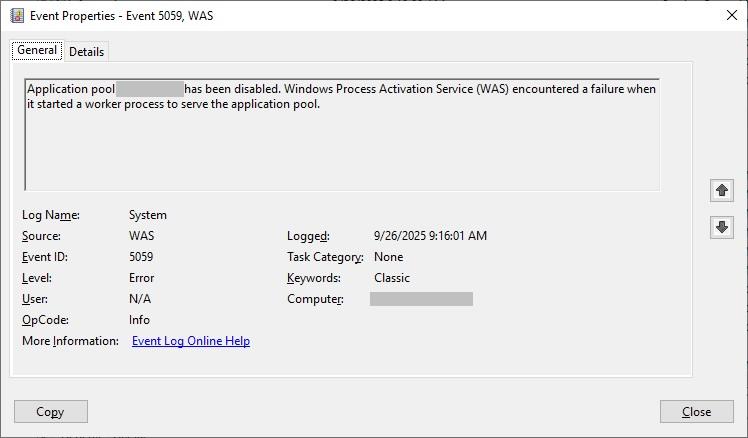 Event Properties - Event 5059, WAS
General Details
Application pool has been disabled. Windows Process Activation Service (WAS) encountered a failure when
it started a worker process to serve the application pool.
Log Name: System
Source: WAS Logged: 9/26/2025 9:16:01 AM
Event ID: 5059 Task Category: None
Level: Error Keywords: Classic
User: N/A Computer:
OpCode: Info
More Information: Event Log Online Help
Copy Close